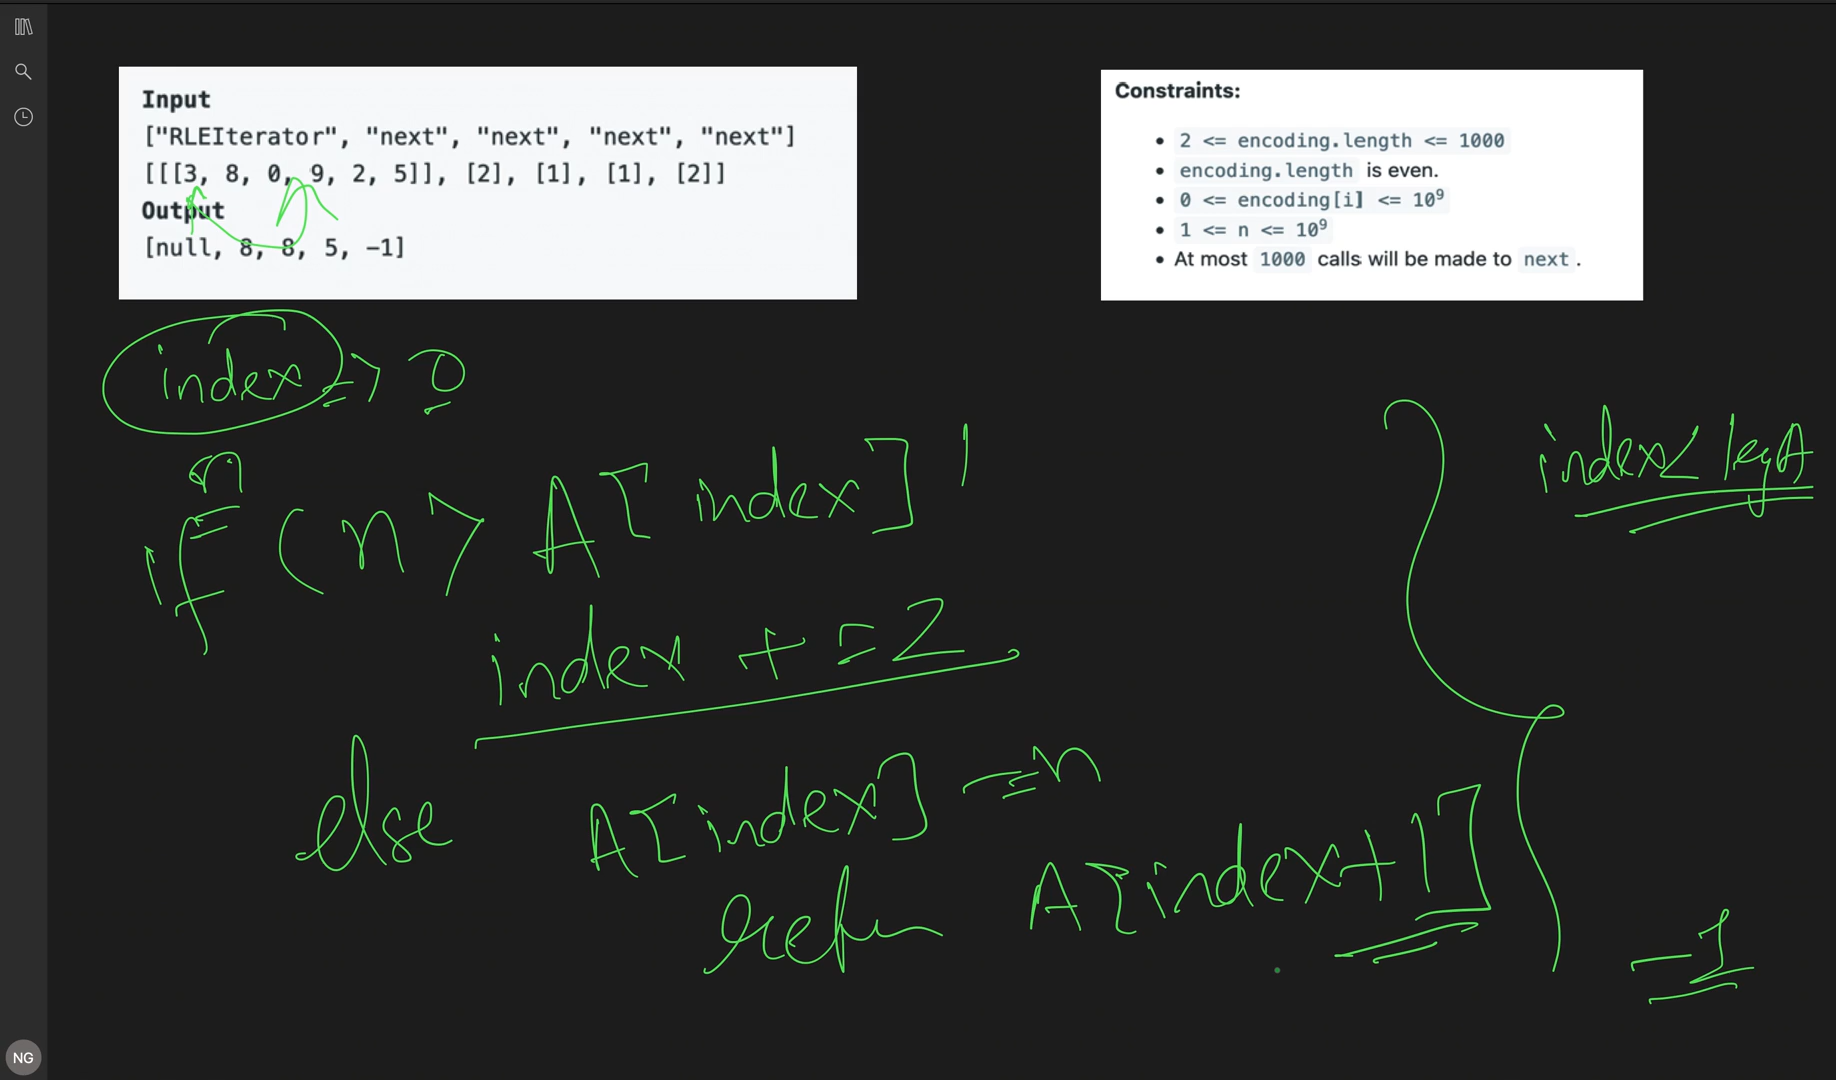 Input
["RLEIterator", "next", "next", "next", "next"]
[[[3, 8, 0, 9, 2, 5]], [2], [1], [1], [2]]
Output
[null, 8, 8, 5, -1]
Constraints:
• 2 <= encoding.length <= 1000
• encoding.length is even.
• 0 <= encoding[i] <= 10⁹
• 1 <= n <= 10⁹
• At most 1000 calls will be made to next.
index => 0
n
if (n > A[index])
index += 2
else A[index] -= n
return A[index+1]
index <
-1
NG